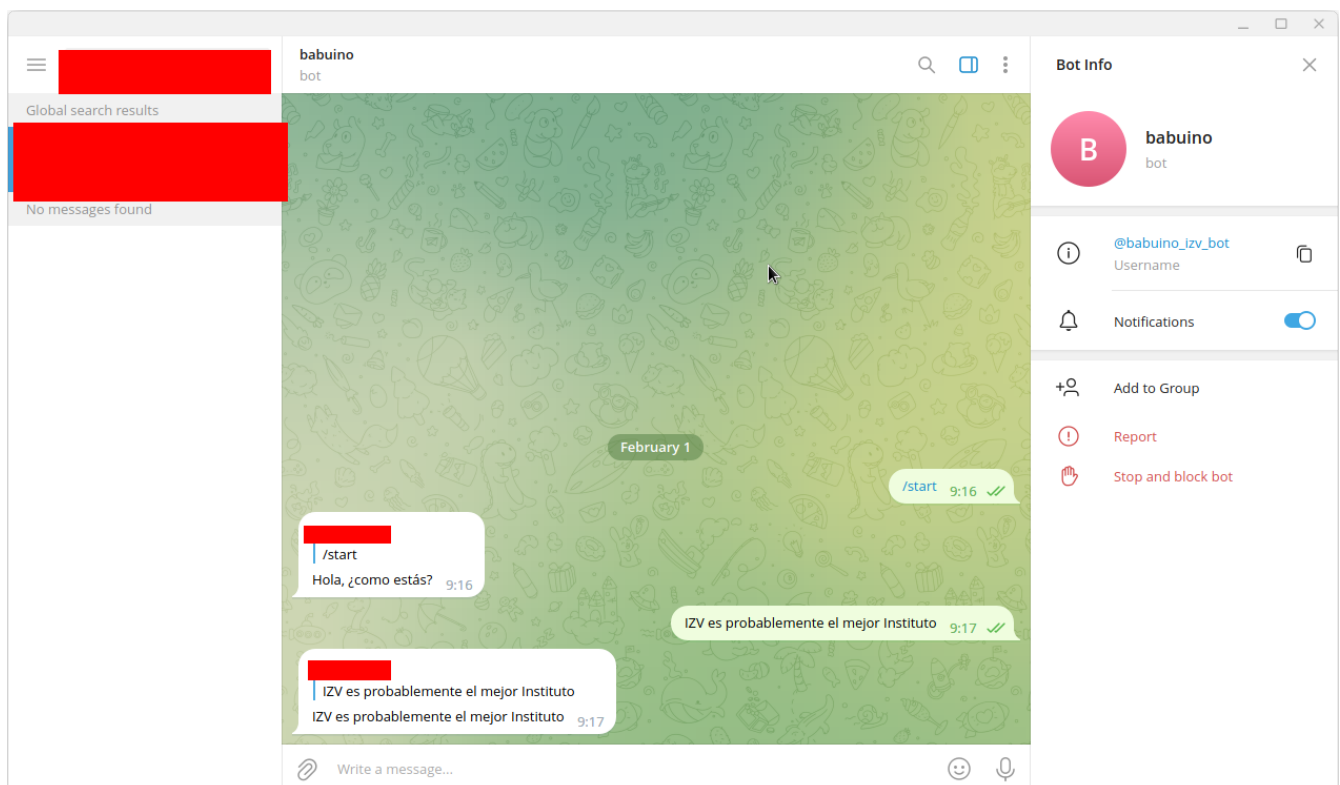 babuino
bot
Bot Info
Global search results
B
babuino
bot
No messages found
@babuino_izv_bot
Username
Notifications
Add to Group
February 1
Report
/start 9:16
Stop and block bot
/start
Hola, ¿como estás? 9:16
IZV es probablemente el mejor Instituto 9:17
IZV es probablemente el mejor Instituto
IZV es probablemente el mejor Instituto 9:17
Write a message...